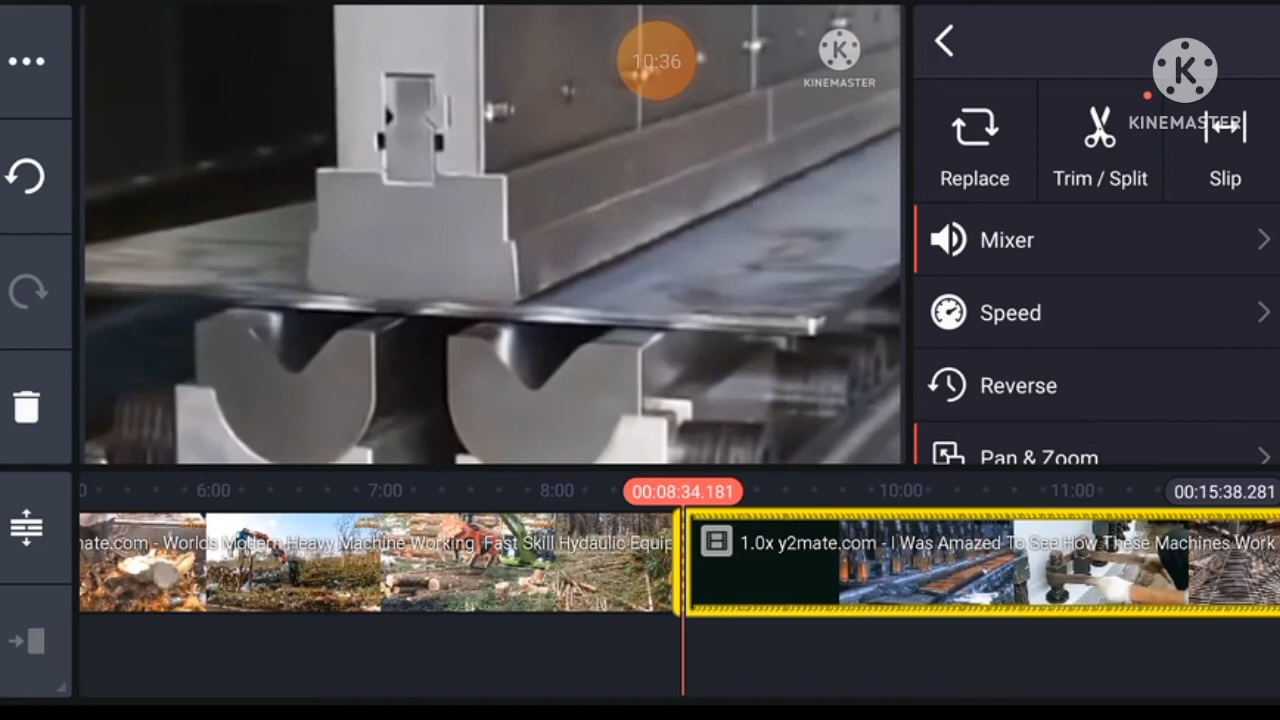 10:36
KINEMASTER
KINEMASTER
Replace
Trim / Split
Slip
Mixer
Speed
Reverse
Pan & Zoom
0 6:00 7:00 8:00 00:08:34.181 10:00 11:00 00:15:38.281
nate.com - Worlds Modern Heavy Machine Working Fast Skill Hydaulic Equip
1.0x y2mate.com - I Was Amazed To See How These Machines Work